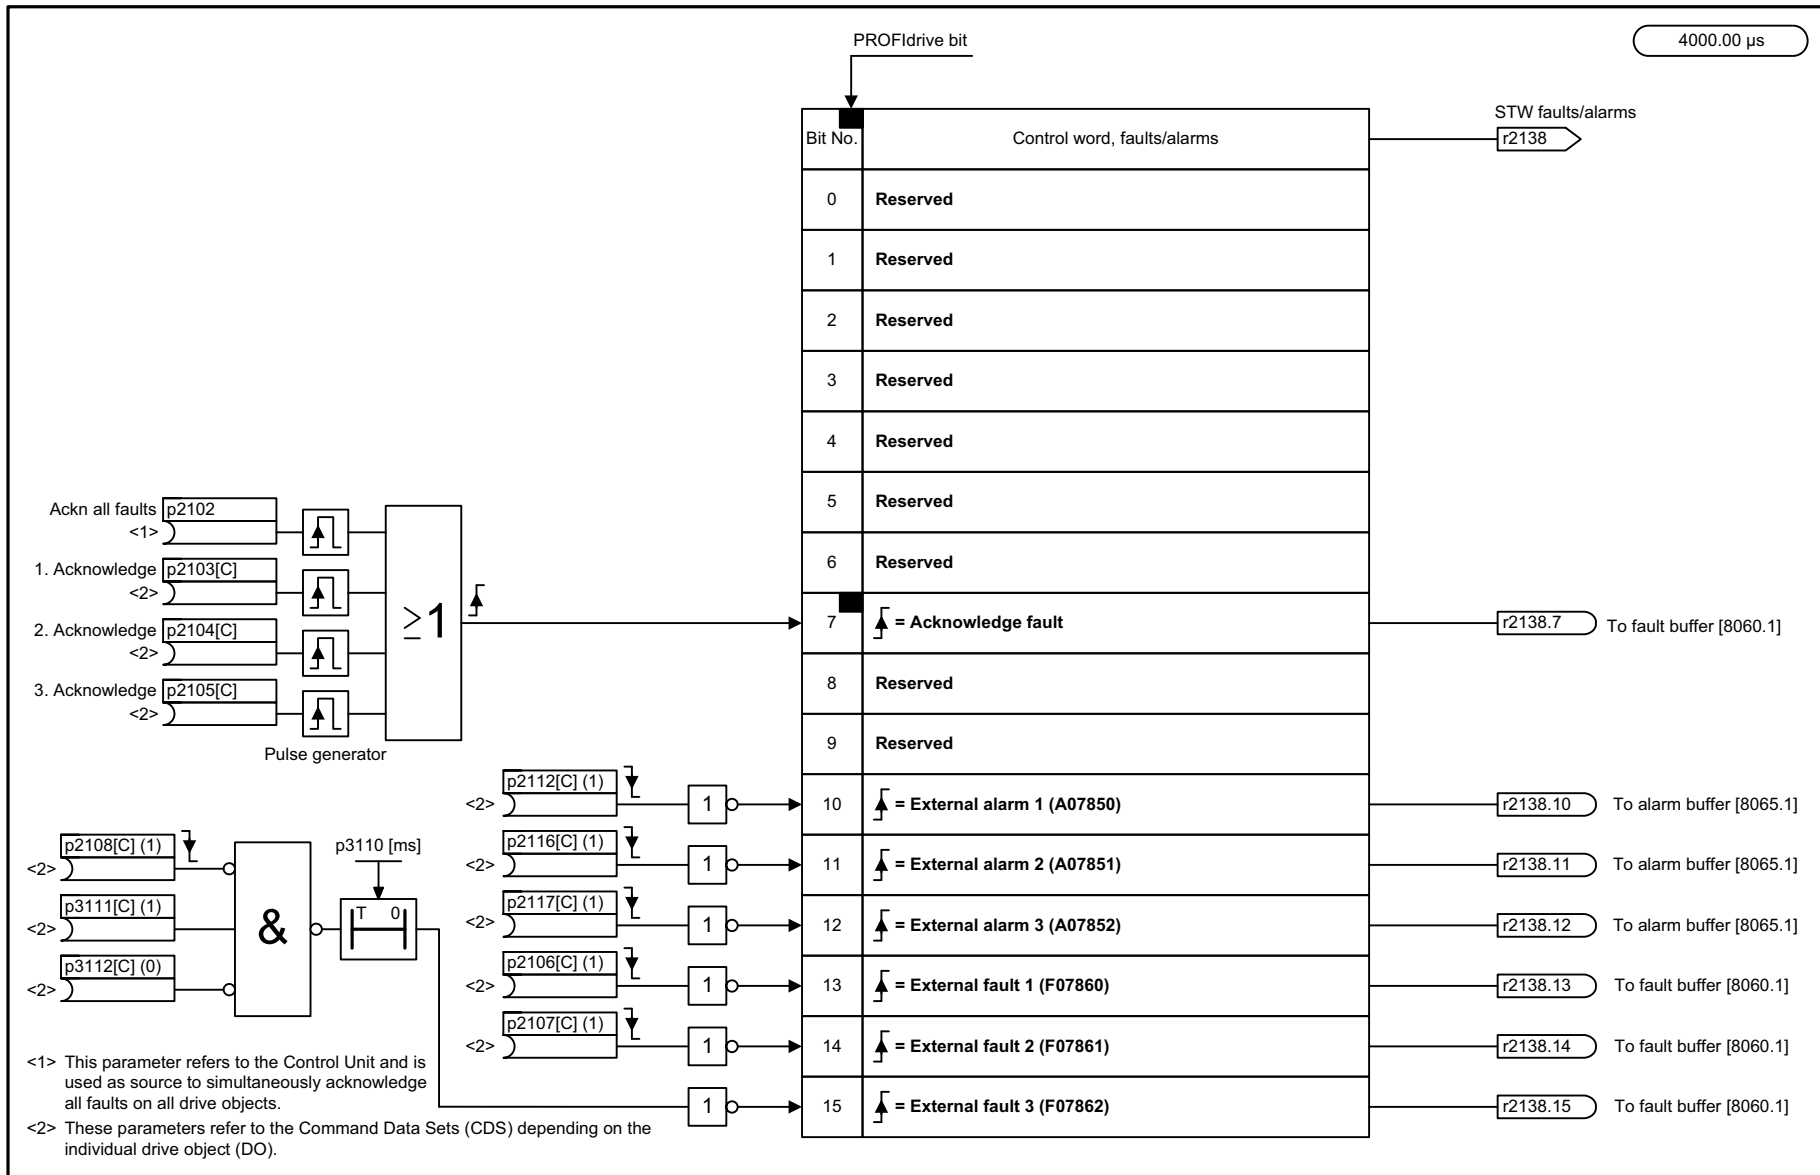 PROFIdrive bit
4000.00 µs
STW faults/alarms
Bit No.
Control word, faults/alarms
r2138
0
Reserved
1
Reserved
2
Reserved
3
Reserved
4
Reserved
5
Reserved
6
Reserved
7
= Acknowledge fault
r2138.7
To fault buffer [8060.1]
8
Reserved
9
Reserved
10
= External alarm 1 (A07850)
r2138.10
To alarm buffer [8065.1]
11
= External alarm 2 (A07851)
r2138.11
To alarm buffer [8065.1]
12
= External alarm 3 (A07852)
r2138.12
To alarm buffer [8065.1]
13
= External fault 1 (F07860)
r2138.13
To fault buffer [8060.1]
14
= External fault 2 (F07861)
r2138.14
To fault buffer [8060.1]
15
= External fault 3 (F07862)
r2138.15
To fault buffer [8060.1]
Ackn all faults
p2102
<1>
1. Acknowledge
p2103[C]
<2>
2. Acknowledge
p2104[C]
<2>
3. Acknowledge
p2105[C]
<2>
≥1
Pulse generator
p2112[C] (1)
<2>
1
p2116[C] (1)
<2>
1
p2117[C] (1)
<2>
1
p2106[C] (1)
<2>
1
p2107[C] (1)
<2>
1
1
p2108[C] (1)
<2>
p3111[C] (1)
<2>
p3112[C] (0)
<2>
&
p3110 [ms]
T 0
<1> This parameter refers to the Control Unit and is
used as source to simultaneously acknowledge
all faults on all drive objects.
<2> These parameters refer to the Command Data Sets (CDS) depending on the
individual drive object (DO).